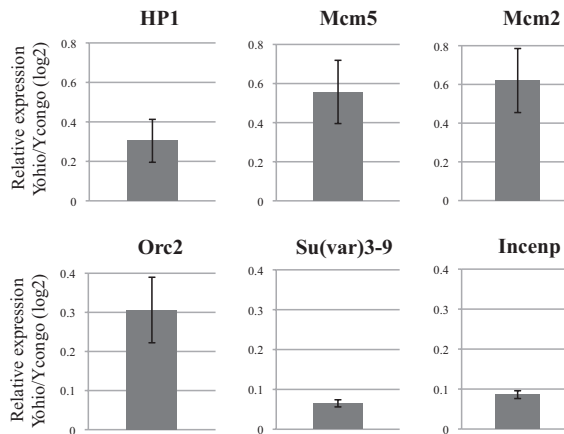 HP1 Mcm5 Mcm2
Relative expression
Yohio/Ycongo (log2)
0.8 0.8 0.8
0.6 0.6 0.6
0.4 0.4 0.4
0.2 0.2 0.2
0 0 0
Orc2 Su(var)3-9 Incenp
Relative expression
Yohio/Ycongo (log2)
0.4 0.4 0.4
0.3 0.3 0.3
0.2 0.2 0.2
0.1 0.1 0.1
0 0 0